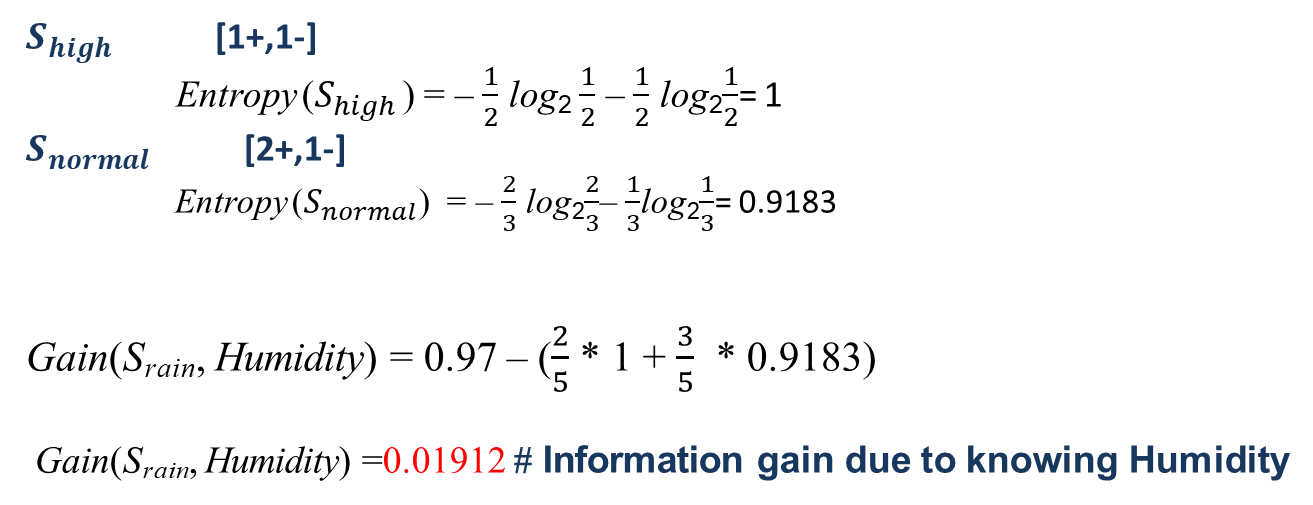 S_high [1+,1-]
Entropy(S_high) = – 1/2 log2 1/2 – 1/2 log2 1/2 = 1
S_normal [2+,1-]
Entropy(S_normal) = – 2/3 log2 2/3 – 1/3 log2 1/3 = 0.9183
Gain(S_rain, Humidity) = 0.97 – (2/5 * 1 + 3/5 * 0.9183)
Gain(S_rain, Humidity) =0.01912 # Information gain due to knowing Humidity